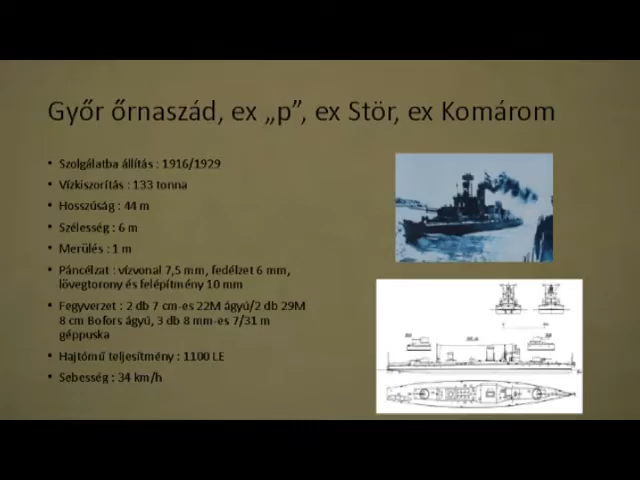 Győr őrnaszád, ex „p”, ex Stör, ex Komárom
• Szolgálatba állítás : 1916/1929
• Vízkiszorítás : 133 tonna
• Hosszúság : 44 m
• Szélesség : 6 m
• Merülés : 1 m
• Páncélzat : vízvonal 7,5 mm, fedélzet 6 mm,
lövegtorony és felépítmény 10 mm
• Fegyverzet : 2 db 7 cm-es 22M ágyú/2 db 29M
8 cm Bofors ágyú, 3 db 8 mm-es 7/31 m
géppuska
• Hajtómű teljesítmény : 1100 LE
• Sebesség : 34 km/h